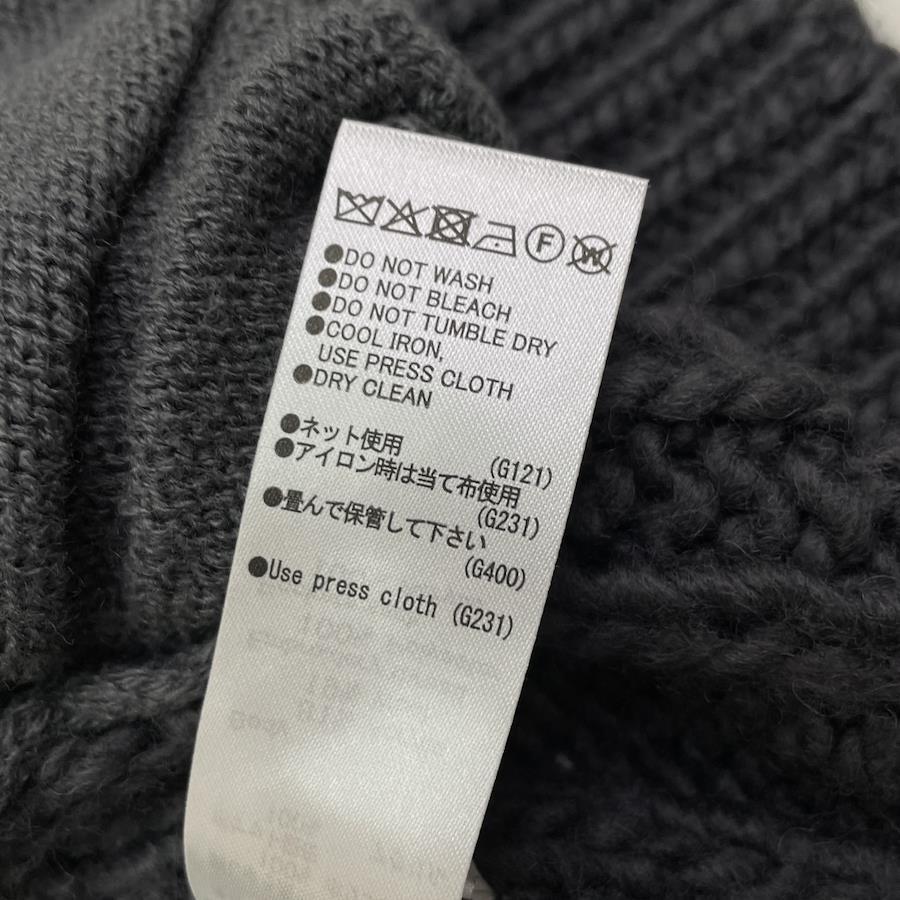 F W
●DO NOT WASH
●DO NOT BLEACH
●DO NOT TUMBLE DRY
●COOL IRON,
USE PRESS CLOTH
●DRY CLEAN
●ネット使用 (G121)
●アイロン時は当て布使用
(G231)
●畳んで保管して下さい
(G400)
●Use press cloth (G231)